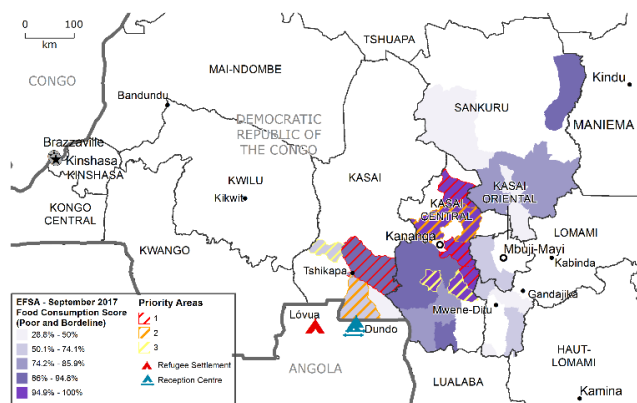 0 100
km
TSHUAPA
CONGO
MAI-NDOMBE
Kindu
Bandundu
SANKURU
DEMOCRATIC
REPUBLIC OF
THE CONGO
MANIEMA
Brazzaville
Kinshasa
KINSHASA
KASAI
KWILU
KASAI
ORIENTAL
KASAI
CENTRAL
Kikwit
KONGO
CENTRAL
Kananga
LOMAMI
KWANGO
Mbuji-Mayi
Kabinda
Tshikapa
Gandajika
Mwene-Ditu
EFSA - September 2017
Food Consumption Score
(Poor and Bordeline)
28.8% - 50%
50.1% - 74.1%
74.2% - 85.9%
86% - 94.8%
94.9% - 100%
Priority Areas
1
2
3
Refugee Settlement
Reception Centre
Lóvua
Dundo
ANGOLA
HAUT-
LOMAMI
LUALABA
Kamina